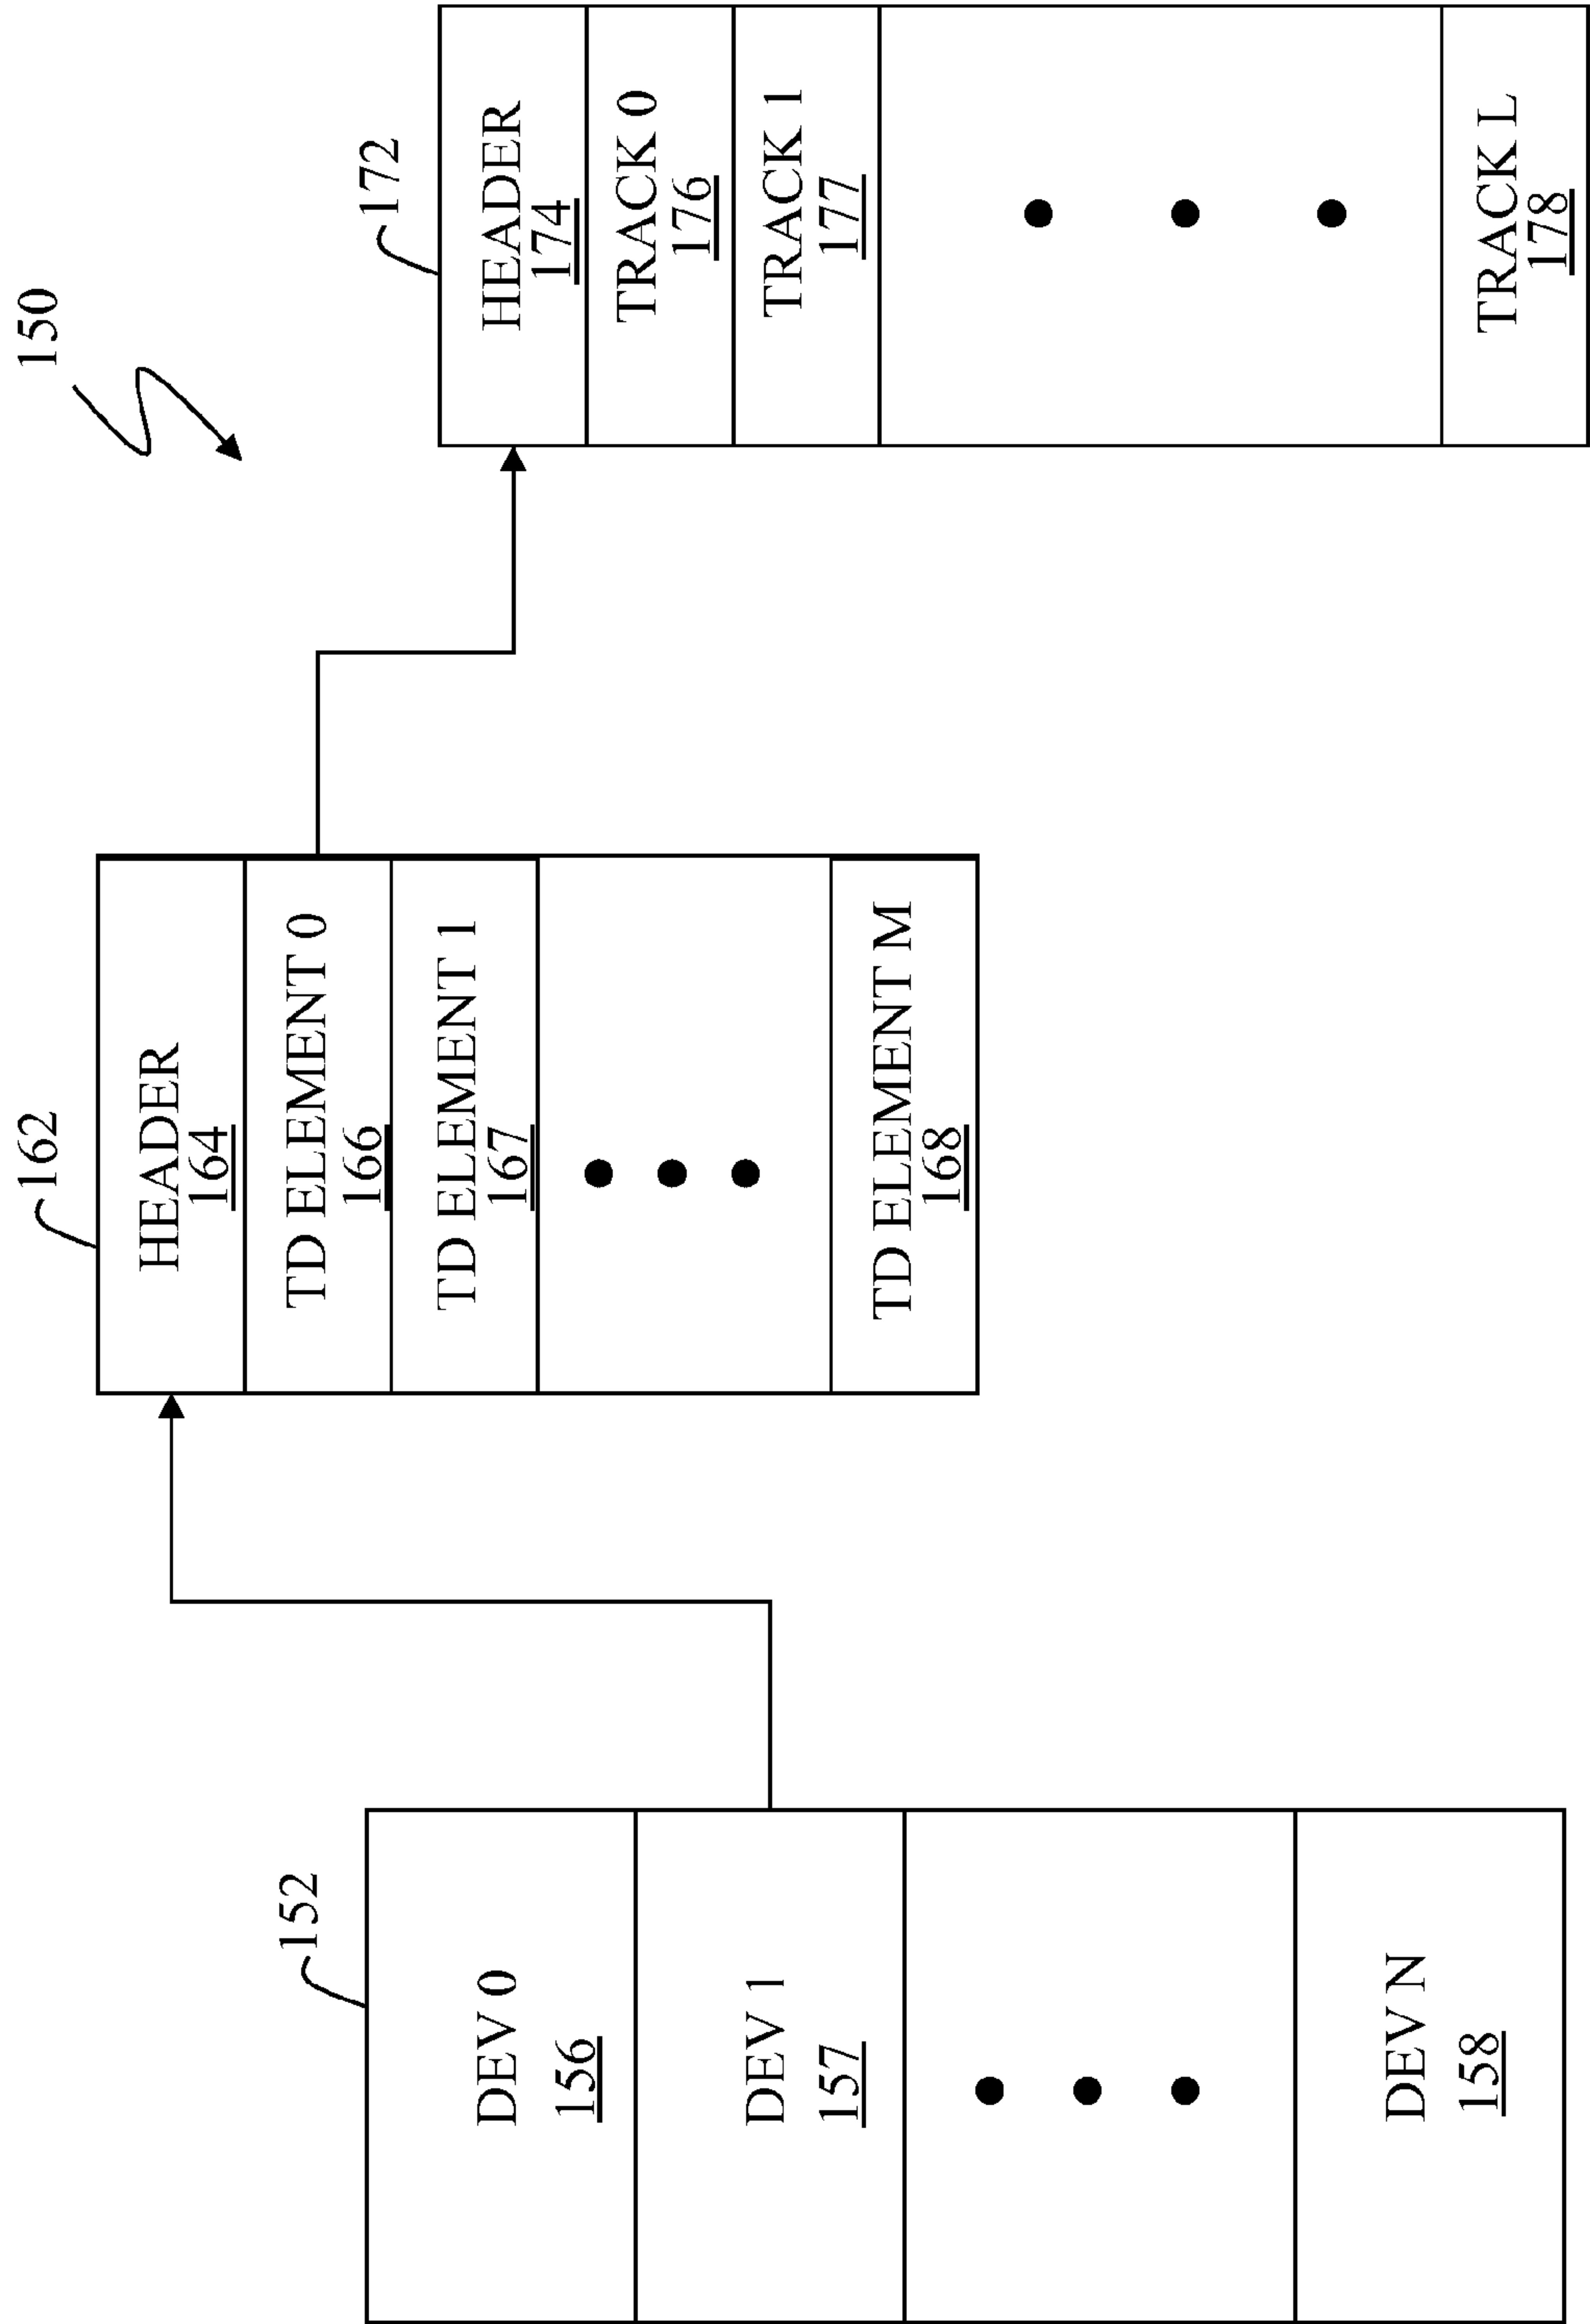 150
152
DEV 0
156
DEV 1
157
DEV N
158
162
HEADER
164
TD ELEMENT 0
166
TD ELEMENT 1
167
TD ELEMENT M
168
172
HEADER
174
TRACK 0
176
TRACK 1
177
TRACK L
178